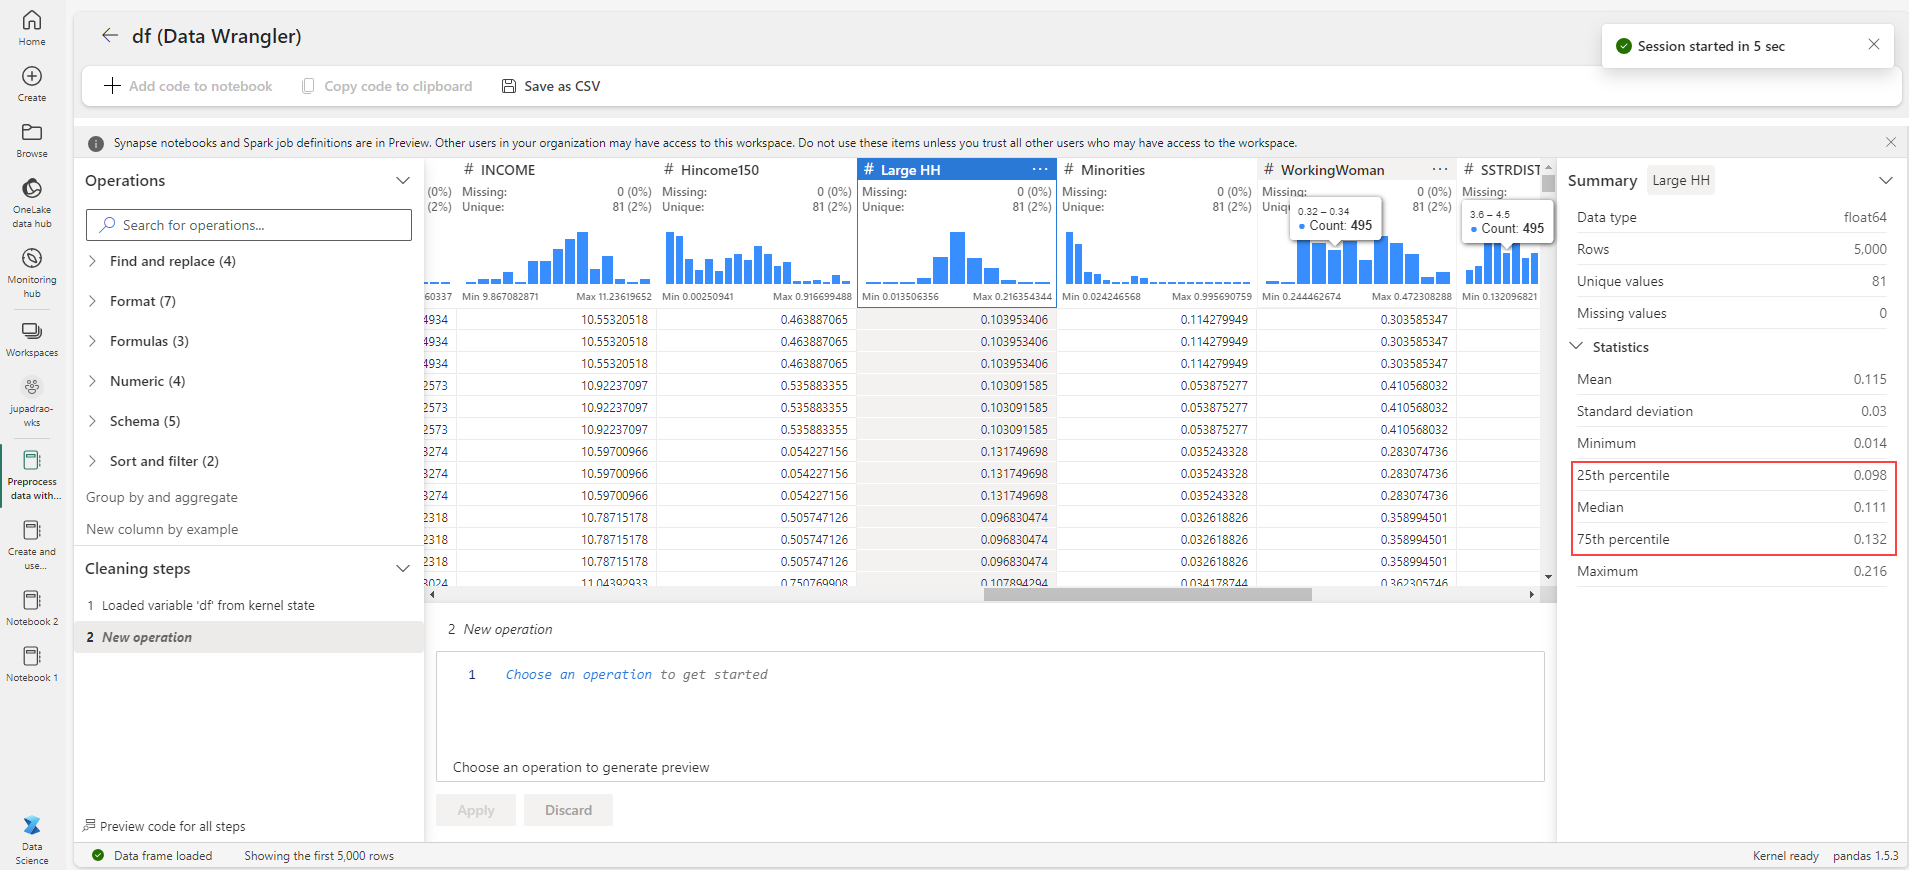 Home
Create
Browse
OneLake
data hub
Monitoring
hub
Workspaces
jupadrao-
wks
Preprocess
data with...
Create and
use...
Notebook 2
Notebook 1
Data
Science
df (Data Wrangler)
Session started in 5 sec
Add code to notebook
Copy code to clipboard
Save as CSV
Synapse notebooks and Spark job definitions are in Preview. Other users in your organization may have access to this workspace. Do not use these items unless you trust all other users who may have access to the workspace.
Operations
Search for operations...
Find and replace (4)
Format (7)
Formulas (3)
Numeric (4)
Schema (5)
Sort and filter (2)
Group by and aggregate
New column by example
Cleaning steps
1 Loaded variable 'df' from kernel state
2 New operation
Preview code for all steps
# INCOME # Hincome150 # Large HH ... # Minorities # WorkingWoman ... # SSTRDIST
(0%) Missing: 0 (0%) Missing: 0 (0%) Missing: 0 (0%) Missing: 0 (0%) Missing: 0 (0%) Missing:
(2%) Unique: 81 (2%) Unique: 81 (2%) Unique: 81 (2%) Unique: 81 (2%) Uniq 81 (2%)
0.32 – 0.34
Count: 495
3.6 – 4.5
Count: 495
60337 Min 9.867082871 Max 11.23619652 Min 0.00250941 Max 0.916699488 Min 0.013506356 Max 0.216354344 Min 0.024246568 Max 0.995690759 Min 0.244462674 Max 0.472308288 Min 0.132096821
4934 10.55320518 0.463887065 0.103953406 0.114279949 0.303585347
4934 10.55320518 0.463887065 0.103953406 0.114279949 0.303585347
4934 10.55320518 0.463887065 0.103953406 0.114279949 0.303585347
2573 10.92237097 0.535883355 0.103091585 0.053875277 0.410568032
2573 10.92237097 0.535883355 0.103091585 0.053875277 0.410568032
2573 10.92237097 0.535883355 0.103091585 0.053875277 0.410568032
3274 10.59700966 0.054227156 0.131749698 0.035243328 0.283074736
3274 10.59700966 0.054227156 0.131749698 0.035243328 0.283074736
3274 10.59700966 0.054227156 0.131749698 0.035243328 0.283074736
2318 10.78715178 0.505747126 0.096830474 0.032618826 0.358994501
2318 10.78715178 0.505747126 0.096830474 0.032618826 0.358994501
2318 10.78715178 0.505747126 0.096830474 0.032618826 0.358994501
3024 11.04392933 0.750769908 0.107894294 0.034178744 0.362305746
2 New operation
1 Choose an operation to get started
Choose an operation to generate preview
Apply
Discard
Summary Large HH
Data type float64
Rows 5,000
Unique values 81
Missing values 0
Statistics
Mean 0.115
Standard deviation 0.03
Minimum 0.014
25th percentile 0.098
Median 0.111
75th percentile 0.132
Maximum 0.216
Data frame loaded
Showing the first 5,000 rows
Kernel ready
pandas 1.5.3